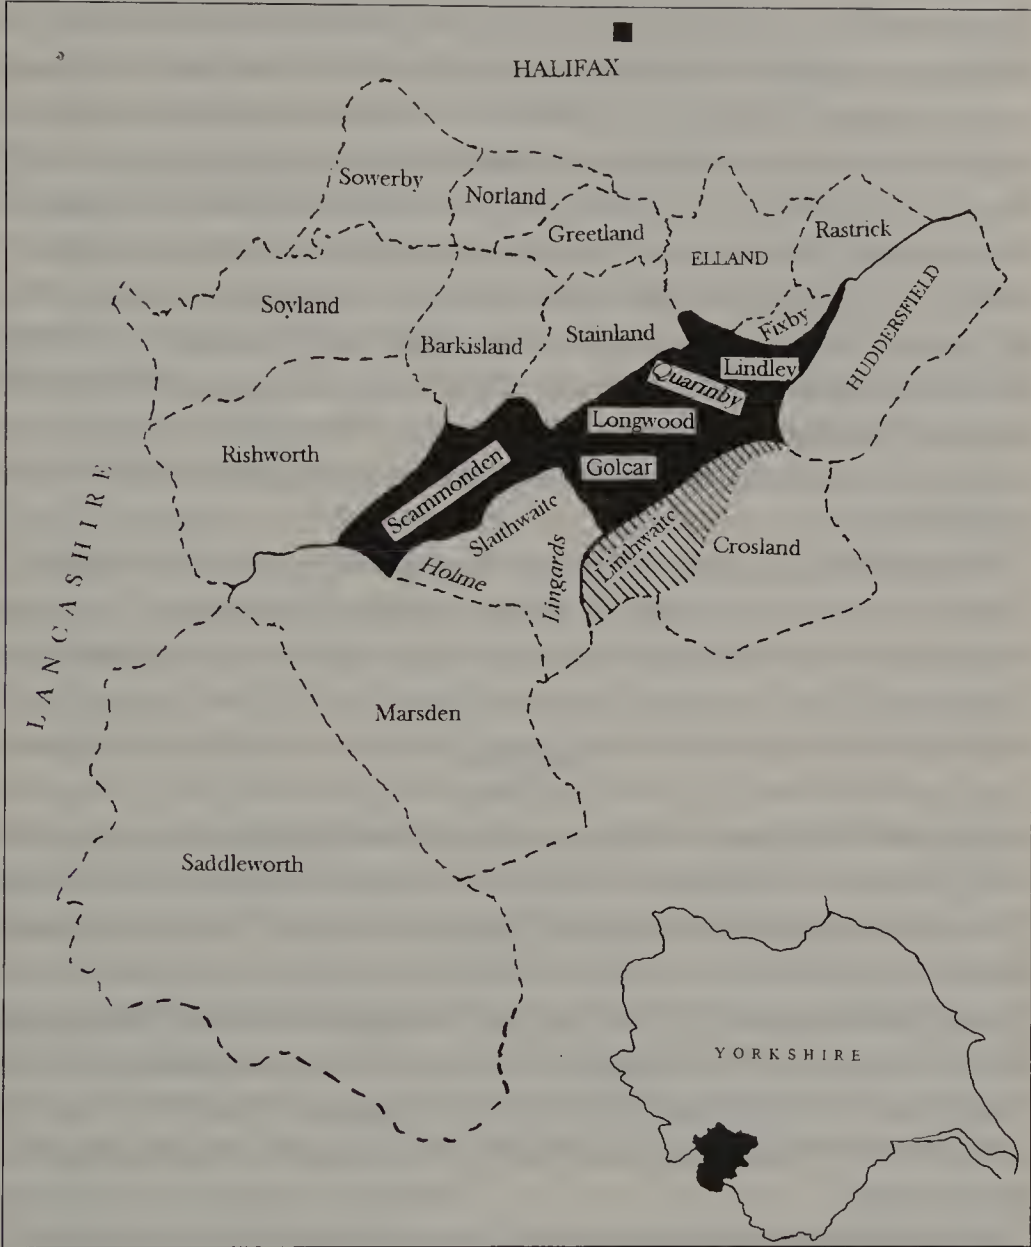 HALIFAX
Sowerby
Norland
Greetland
ELLAND
Rastrick
HUDDERSFIELD
Soyland
Barkisland
Stainland
Fixby
Lindley
Quarmby
Longwood
Golcar
Rishworth
Scammonden
Slaithwaite
Holme
Lingards
Linthwaite
Crosland
LANCASHIRE
Marsden
Saddleworth
YORKSHIRE